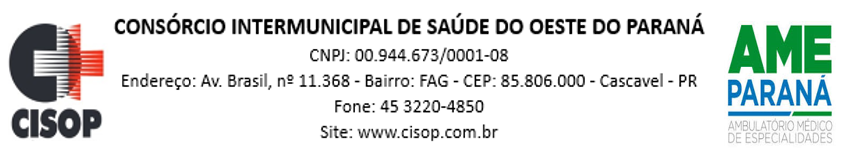 CISOP
CONSÓRCIO INTERMUNICIPAL DE SAÚDE DO OESTE DO PARANÁ
CNPJ: 00.944.673/0001-08
Endereço: Av. Brasil, nº 11.368 - Bairro: FAG - CEP: 85.806.000 - Cascavel - PR
Fone: 45 3220-4850
Site: www.cisop.com.br
AME
PARANÁ
AMBULATÓRIO MÉDICO
DE ESPECIALIDADES